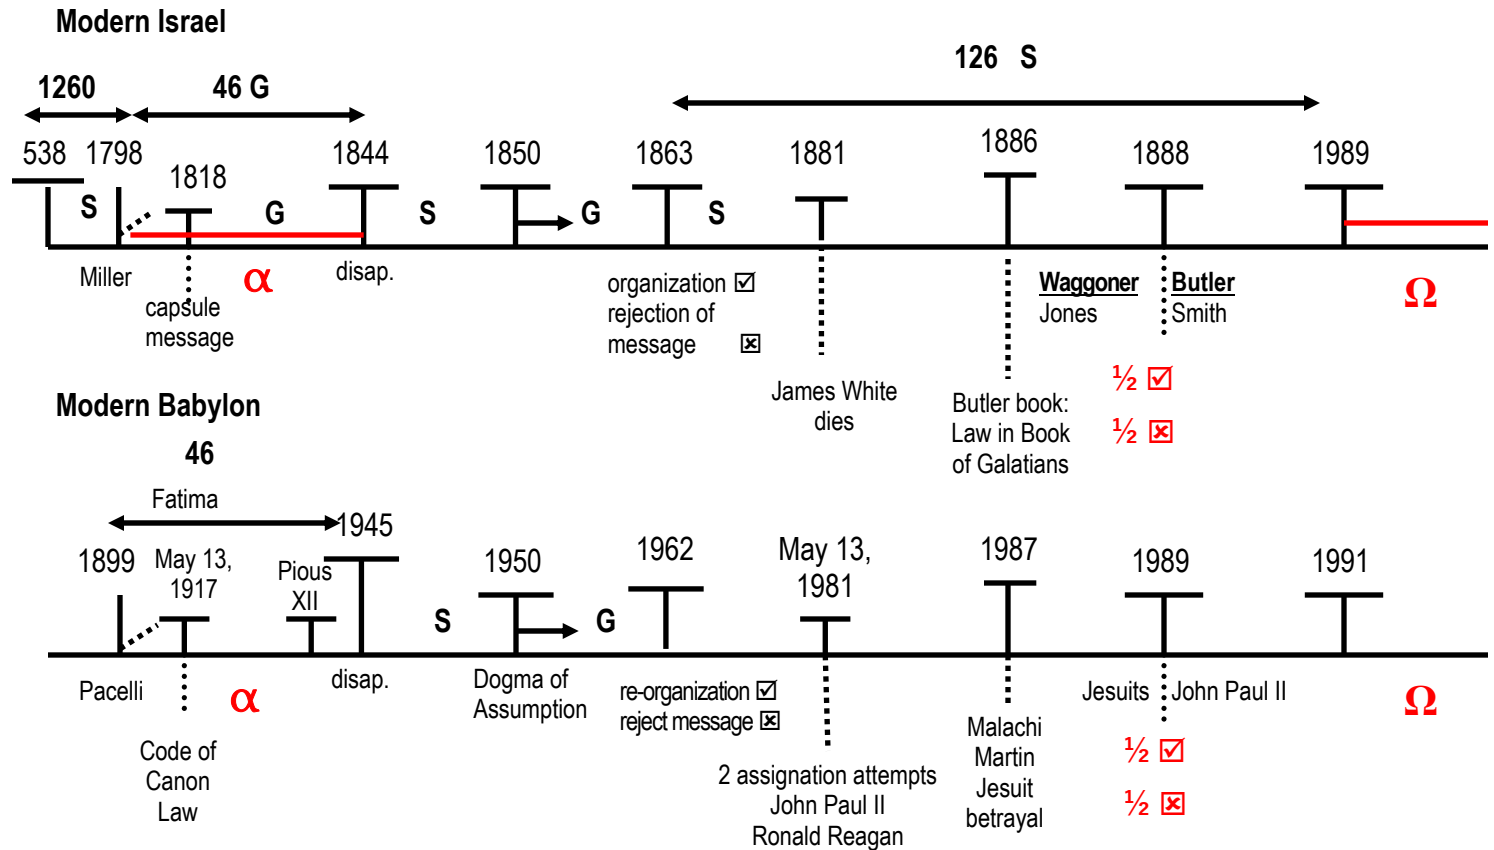 Modern Israel
126 S
1260
46 G
538
1798
1818
1844
1850
1863
1881
1886
1888
1989
S
G
S
G
S
Miller
α
disap.
capsule
message
organization ☑
rejection of
message ☒
Waggoner
Jones
Butler
Smith
Ω
James White
dies
Butler book:
Law in Book
of Galatians
½ ☑
½ ☒
Modern Babylon
46
Fatima
1899
May 13,
1917
Pious
XII
1945
1950
1962
May 13,
1981
1987
1989
1991
S
G
Pacelli
α
disap.
Dogma of
Assumption
re-organization ☑
reject message ☒
Jesuits
John Paul II
Ω
Code of
Canon
Law
2 assignation attempts
John Paul II
Ronald Reagan
Malachi
Martin
Jesuit
betrayal
½ ☑
½ ☒